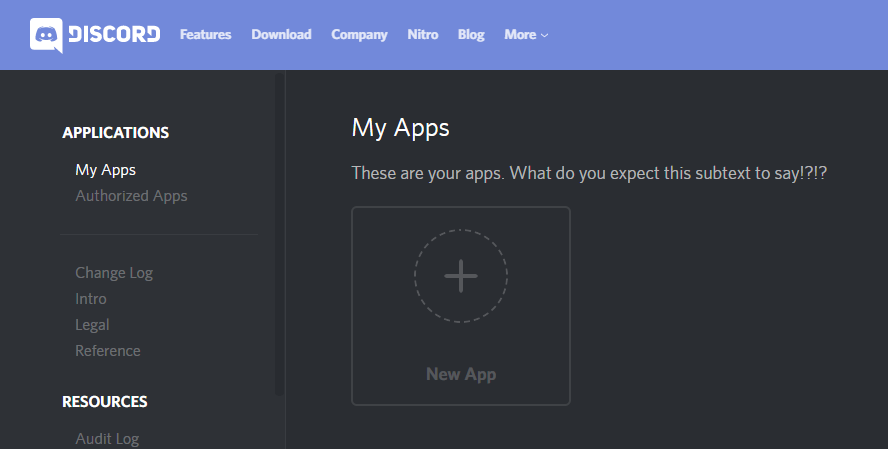 DISCORD Features Download Company Nitro Blog More
APPLICATIONS
My Apps
Authorized Apps
Change Log
Intro
Legal
Reference
RESOURCES
Audit Log
My Apps
These are your apps. What do you expect this subtext to say!?!?
New App